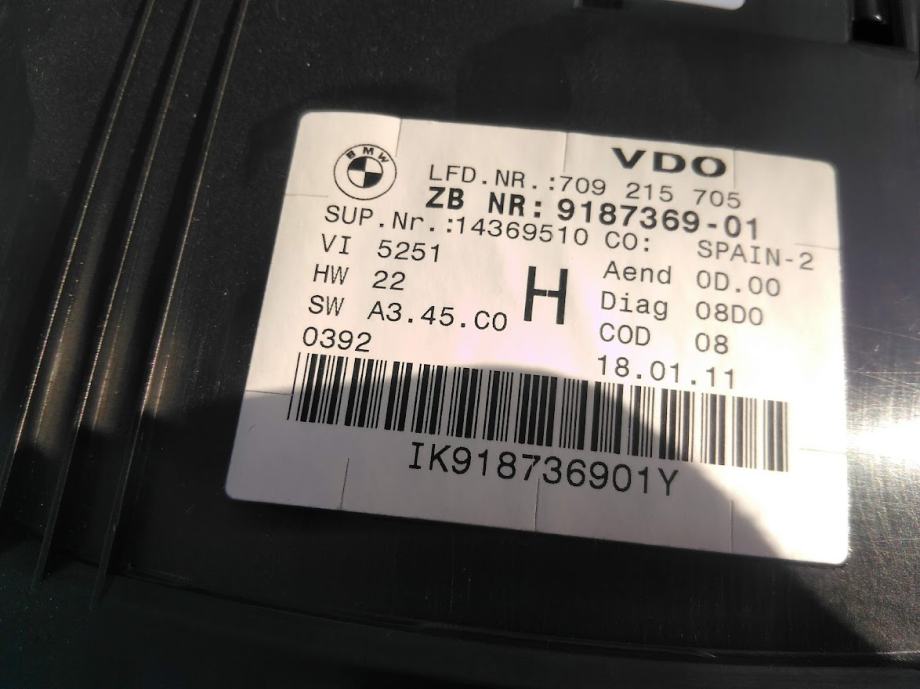 BMW
VDO
LFD.NR.:709 215 705
ZB NR: 9187369-01
SUP.Nr.:14369510 CO: SPAIN-2
VI 5251
Aend 0D.00
HW 22
H
Diag 08D0
SW A3.45.C0
COD 08
0392
18.01.11
IK918736901Y